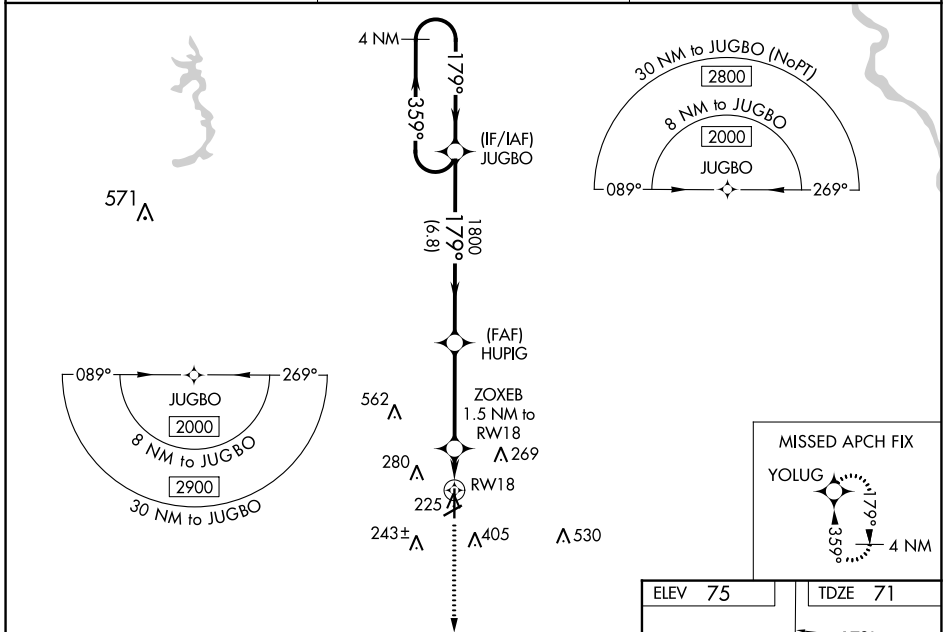 4 NM
179°
359°
(IF/IAF)
JUGBO
30 NM to JUGBO (NoPT)
2800
8 NM to JUGBO
2000
JUGBO
089°
269°
571
1800
179°
(6.8)
(FAF)
HUPIG
089°
269°
JUGBO
2000
8 NM to JUGBO
2900
30 NM to JUGBO
562
ZOXEB
1.5 NM to
RW18
269
280
RW18
225
243±
405
530
MISSED APCH FIX
YOLUG
179°
359°
4 NM
ELEV 75
TDZE 71